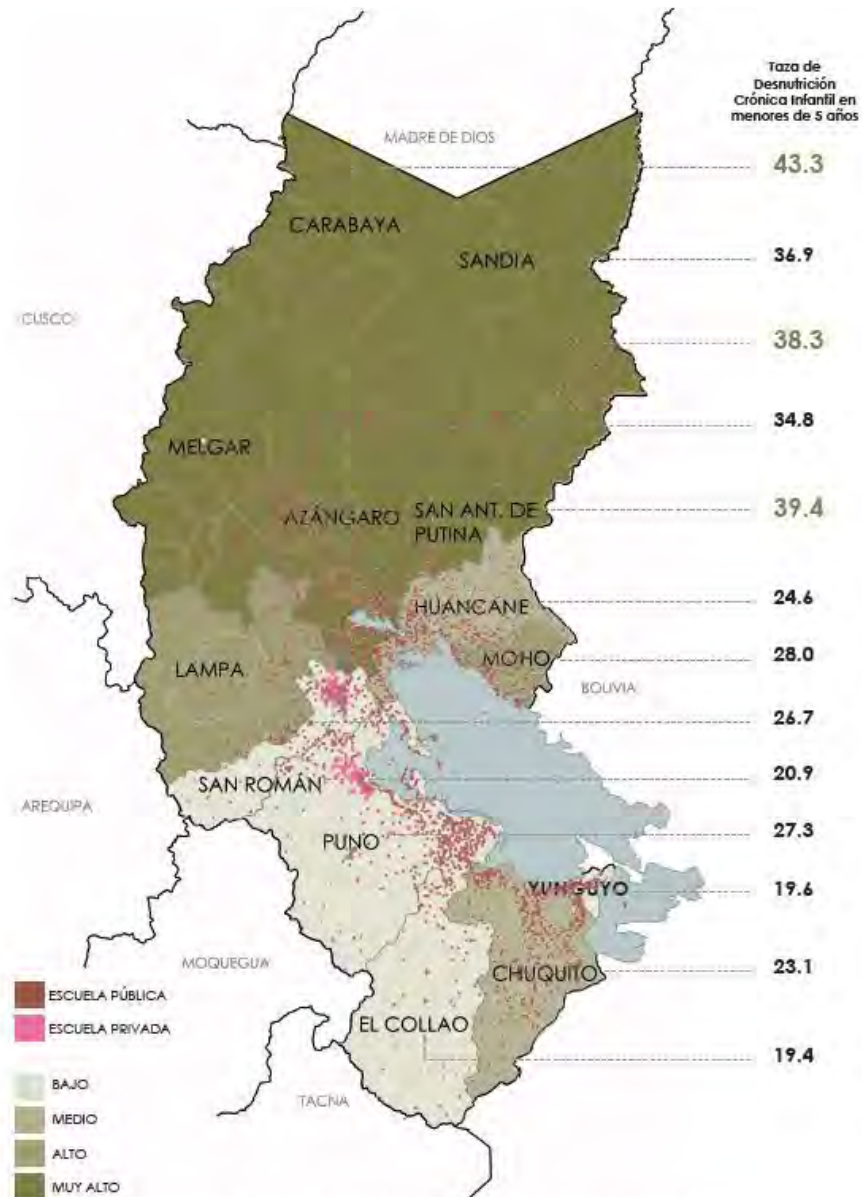 Taza de
Desnutrición
Crónica Infantil en
menores de 5 años
MADRE DE DIOS
43.3
CARABAYA
SANDIA
36.9
CUSCO
38.3
34.8
MELGAR
AZÁNGARO
SAN ANT. DE
PUTINA
39.4
HUANCANE
24.6
LAMPA
MOHO
28.0
BOLIVIA
26.7
SAN ROMÁN
20.9
AREQUIPA
PUNO
27.3
YUNGUYO
19.6
MOQUEGUA
CHUQUITO
23.1
ESCUELA PÚBLICA
ESCUELA PRIVADA
EL COLLAO
19.4
BAJO
TACNA
MEDIO
ALTO
MUY ALTO